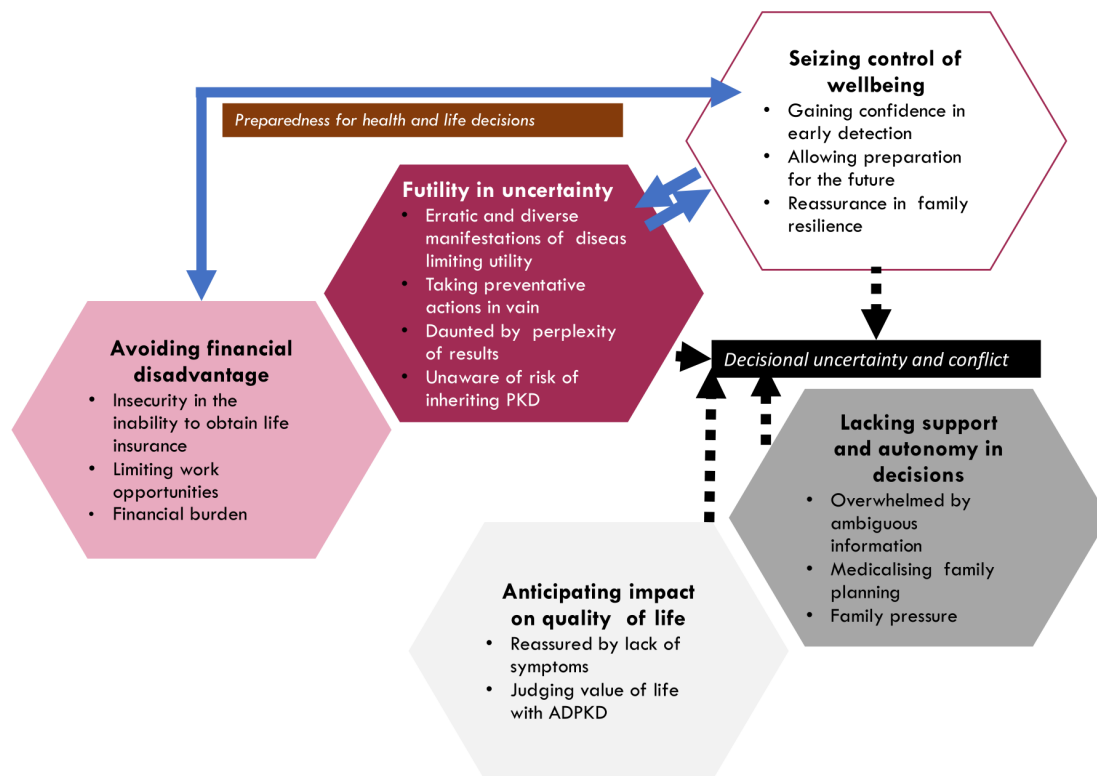 Seizing control of
wellbeing
• Gaining confidence in
early detection
• Allowing preparation
for the future
• Reassurance in family
resilience
Preparedness for health and life decisions
Futility in uncertainty
• Erratic and diverse
manifestations of diseas
limiting utility
• Taking preventative
actions in vain
• Daunted by perplexity
of results
• Unaware of risk of
inheriting PKD
Avoiding financial
disadvantage
• Insecurity in the
inability to obtain life
insurance
• Limiting work
opportunities
• Financial burden
Decisional uncertainty and conflict
Lacking support
and autonomy in
decisions
• Overwhelmed by
ambiguous
information
• Medicalising family
planning
• Family pressure
Anticipating impact
on quality of life
• Reassured by lack of
symptoms
• Judging value of life
with ADPKD